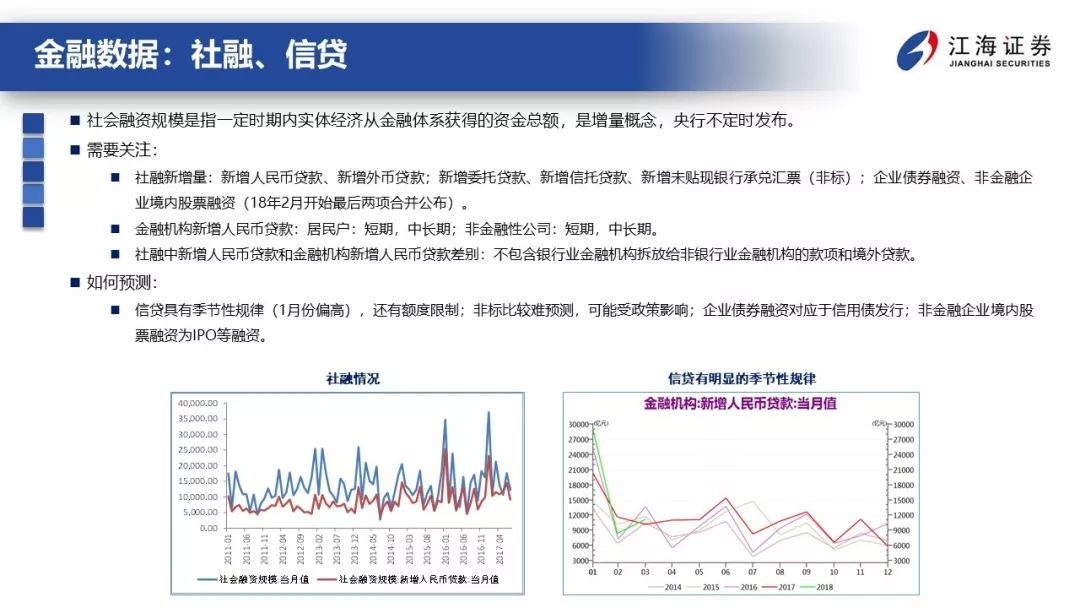 金融数据：社融、信贷
江海证券
JIANGHAI SECURITIES
社会融资规模是指一定时期内实体经济从金融体系获得的资金总额，是增量概念，央行不定时发布。
需要关注：
社融新增量：新增人民币贷款、新增外币贷款；新增委托贷款、新增信托贷款、新增未贴现银行承兑汇票（非标）；企业债券融资、非金融企
业境内股票融资（18年2月开始最后两项合并公布）。
金融机构新增人民币贷款：居民户：短期，中长期；非金融性公司：短期，中长期。
社融中新增人民币贷款和金融机构新增人民币贷款差别：不包含银行业金融机构拆放给非银行业金融机构的款项和境外贷款。
如何预测：
信贷具有季节性规律（1月份偏高），还有额度限制；非标比较难预测，可能受政策影响；企业债券融资对应于信用债发行；非金融企业境内股
票融资为IPO等融资。
社融情况
40,000.00
35,000.00
30,000.00
25,000.00
20,000.00
15,000.00
10,000.00
5,000.00
0.00
2011-01
2011-06
2011-11
2012-04
2012-09
2013-02
2013-07
2013-12
2014-05
2014-10
2015-03
2015-08
2016-01
2016-06
2016-11
2017-04
社会融资规模:当月值
社会融资规模:新增人民币贷款:当月值
信贷有明显的季节性规律
金融机构:新增人民币贷款:当月值
(亿元) (亿元)
30000 30000
27000 27000
24000 24000
21000 21000
18000 18000
15000 15000
12000 12000
9000 9000
6000 6000
3000 3000
01 02 03 04 05 06 07 08 09 10 11 12
2014 2015 2016 2017 2018